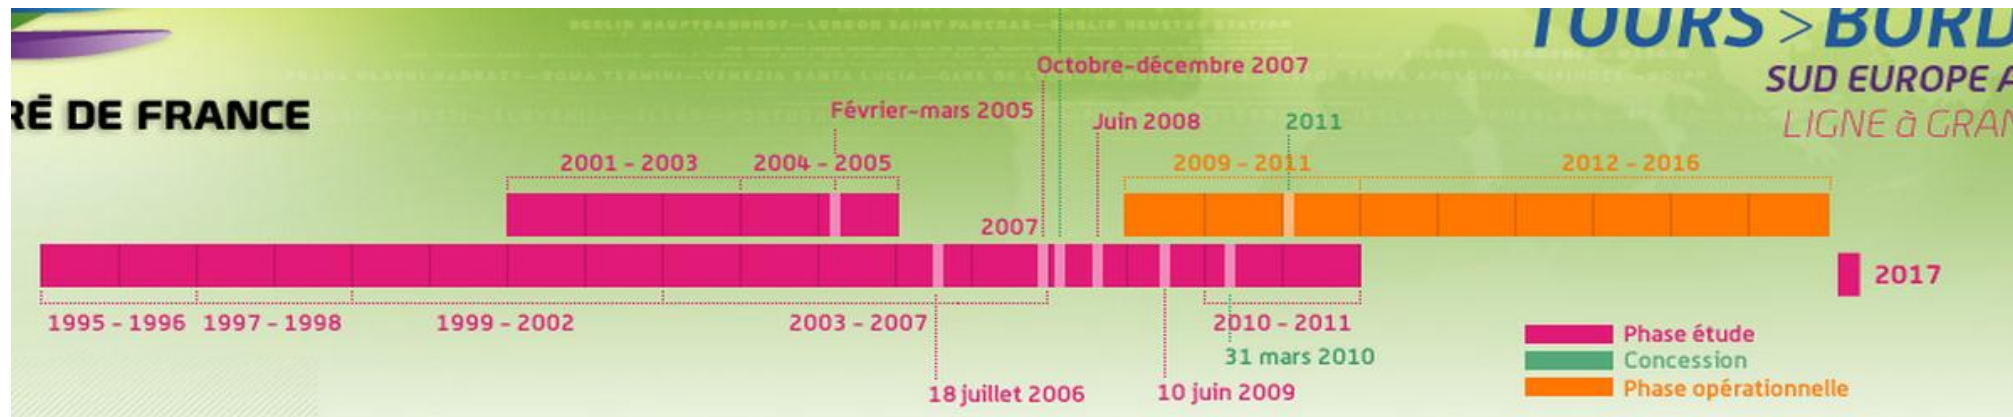 TOURS > BORD
SUD EUROPE A
LIGNE à GRAN
RÉ DE FRANCE
Octobre-décembre 2007
Février-mars 2005
Juin 2008
2011
2001 - 2003
2004 - 2005
2009 - 2011
2012 - 2016
2007
2017
1995 - 1996
1997 - 1998
1999 - 2002
2003 - 2007
2010 - 2011
31 mars 2010
18 juillet 2006
10 juin 2009
Phase étude
Concession
Phase opérationnelle